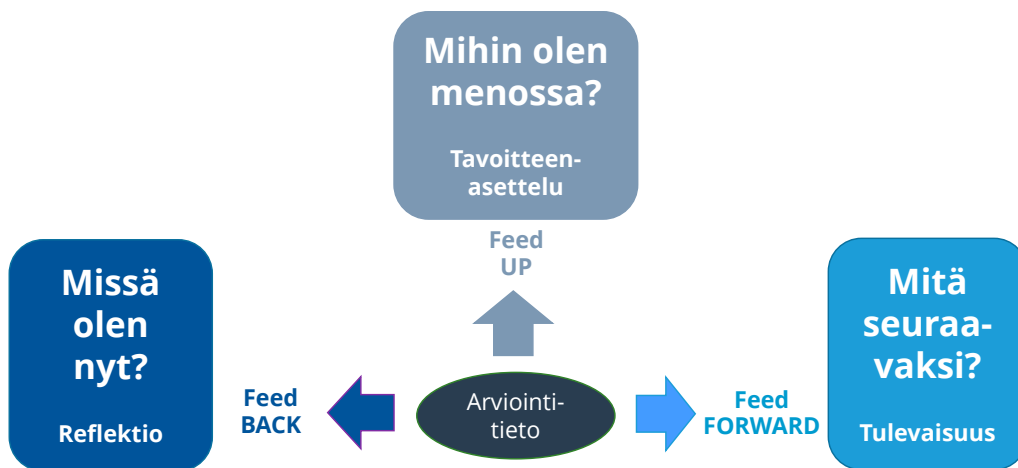 Mihin olen
menossa?
Tavoitteen-
asettelu
Feed
UP
Missä
olen
nyt?
Reflektio
Feed
BACK
Arviointi-
tieto
Feed
FORWARD
Mitä
seuraa-
vaksi?
Tulevaisuus